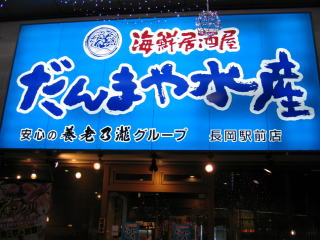 海鮮居酒屋
だんまや水産
安心の養老乃瀧グループ 長岡駅前店